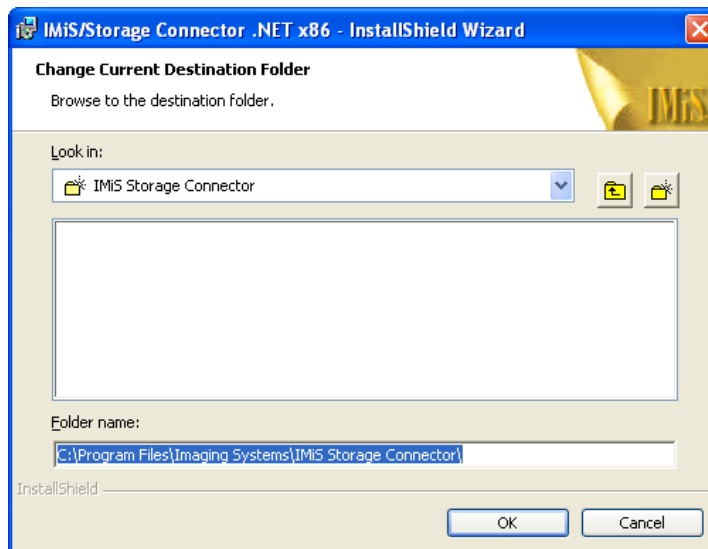 IMiS/Storage Connector .NET x86 - InstallShield Wizard
Change Current Destination Folder
Browse to the destination folder.
IMiS
Look in:
IMiS Storage Connector
Folder name:
C:\Program Files\Imaging Systems\IMiS Storage Connector\
InstallShield
OK Cancel